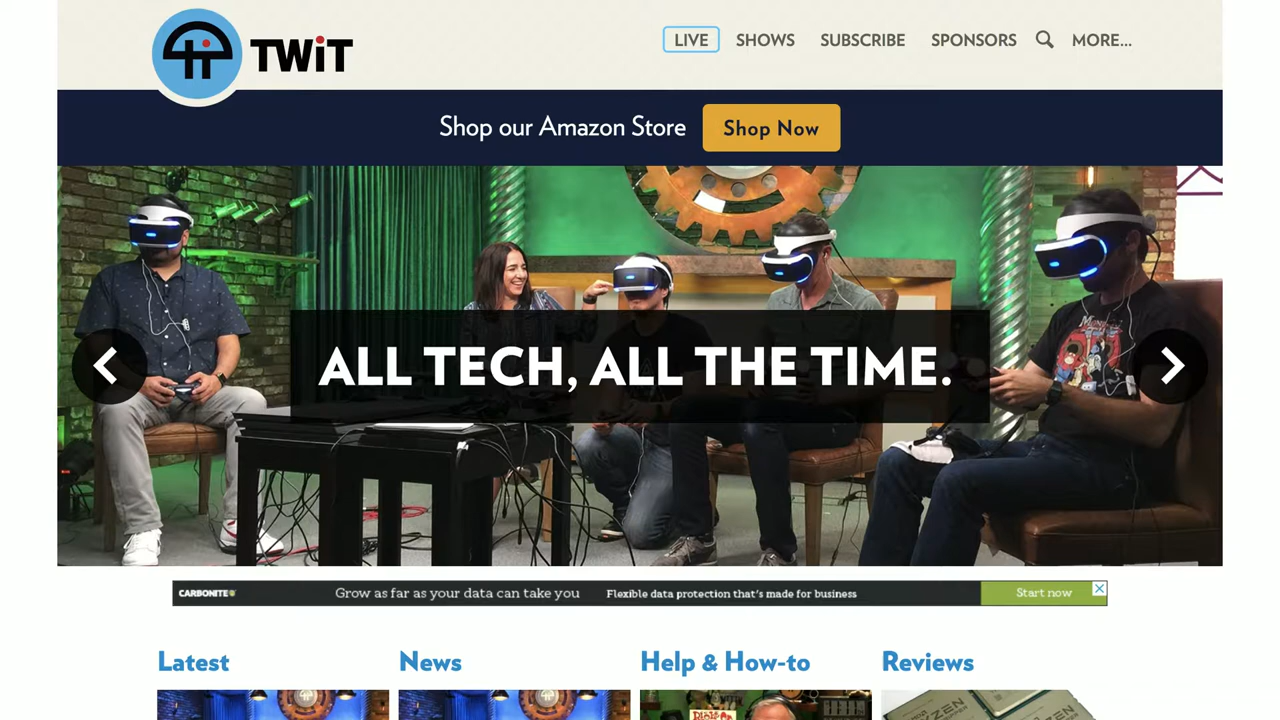 TWiT
LIVE
SHOWS
SUBSCRIBE
SPONSORS
MORE...
Shop our Amazon Store
Shop Now
ALL TECH, ALL THE TIME.
CARBONITE
Grow as far as your data can take you
Flexible data protection that's made for business
Start now
Latest
News
Help & How-to
Reviews
RYZEN